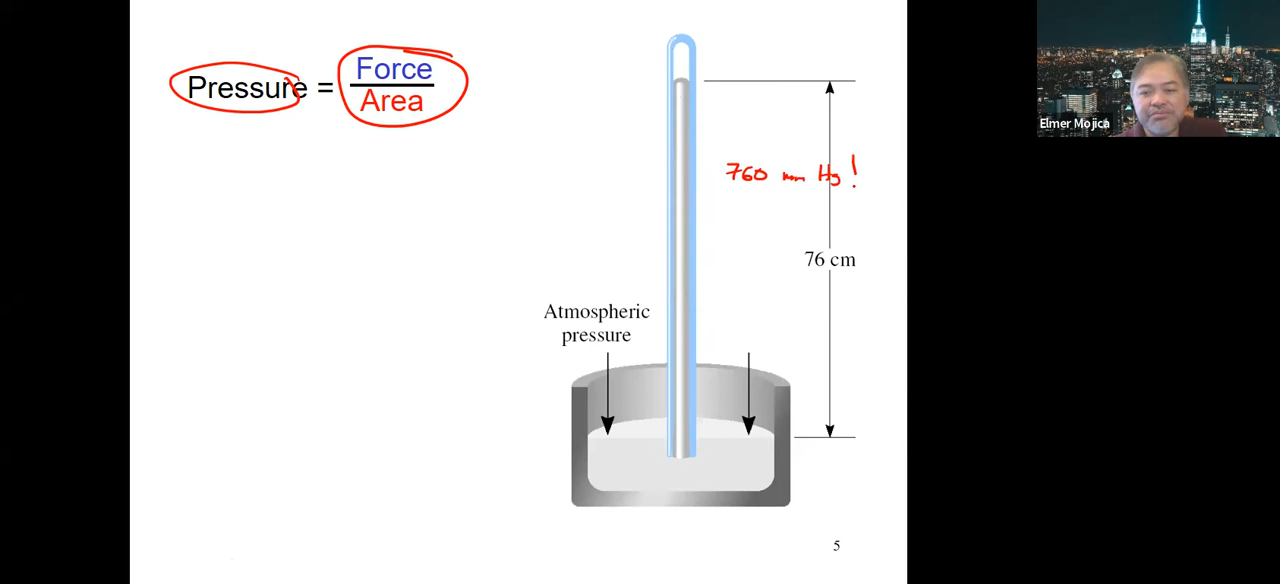 Pressure = Force
Area
Elmer Mojica
760 mm Hg!
76 cm
Atmospheric
pressure
5